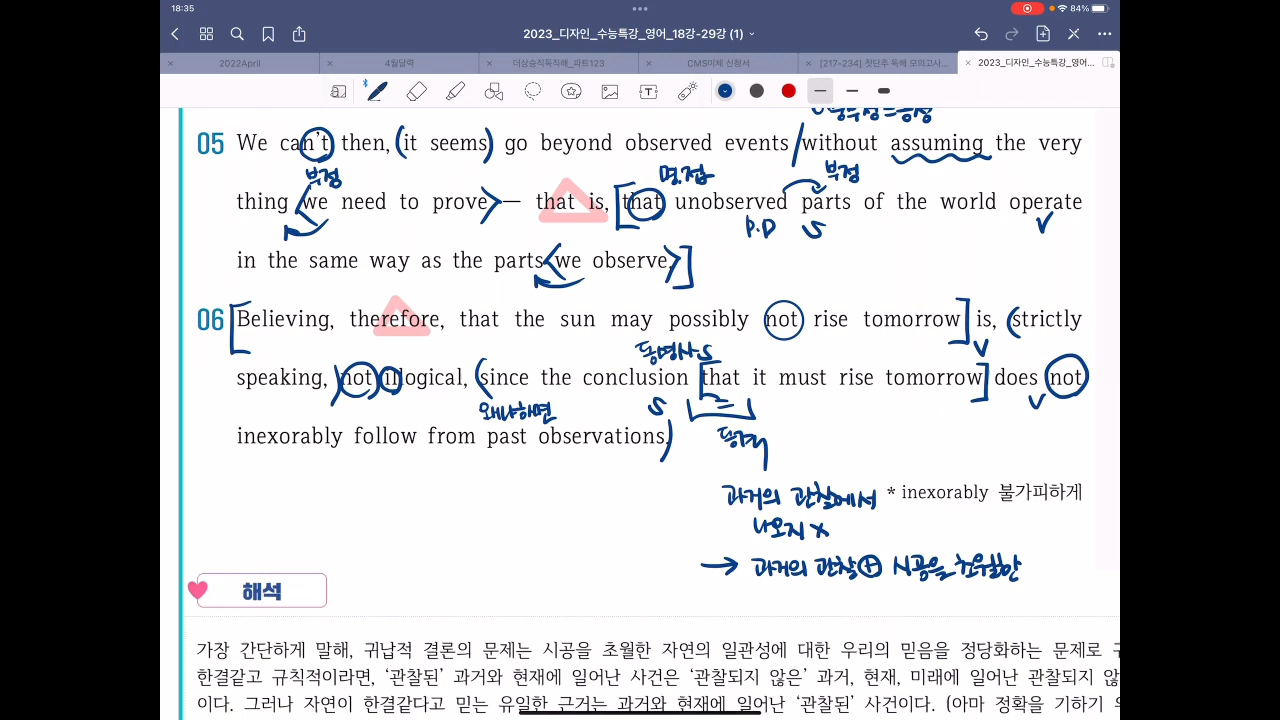 18:35
84%
2023_디자인_수능특강_영어_18강-29강 (1)
2022April
4월달력
더상승직독직해_파트123
CMS이체 신청서
[217-234] 첫단추 독해 모의고사...
2023_디자인_수능특강_영어...
05 We can't then, (it seems) go beyond observed events / without assuming the very
부정
명.접
부정
thing <we need to prove> — that is, [that unobserved parts of the world operate
p.p
S
V
in the same way as the parts <we observe.>]
06 [Believing, therefore, that the sun may possibly not rise tomorrow] is, (strictly
동명사 S
V
speaking,) not illogical, (since the conclusion [that it must rise tomorrow] does not
왜냐하면
S
V
동격
inexorably follow from past observations.)
과거의 관찰에서
나오지 X
* inexorably 불가피하게
→ 과거의 관찰 + 시공을
해석
가장 간단하게 말해, 귀납적 결론의 문제는 시공을 초월한 자연의 일관성에 대한 우리의 믿음을 정당화하는 문제로
한결같고 규칙적이라면, ‘관찰된’ 과거와 현재에 일어난 사건은 ‘관찰되지 않은’ 과거, 현재, 미래에 일어난 관찰되지 않
이다. 그러나 자연이 한결같다고 믿는 유일한 근거는 과거와 현재에 일어난 ‘관찰된’ 사건이다. (아마 정확을 기하기